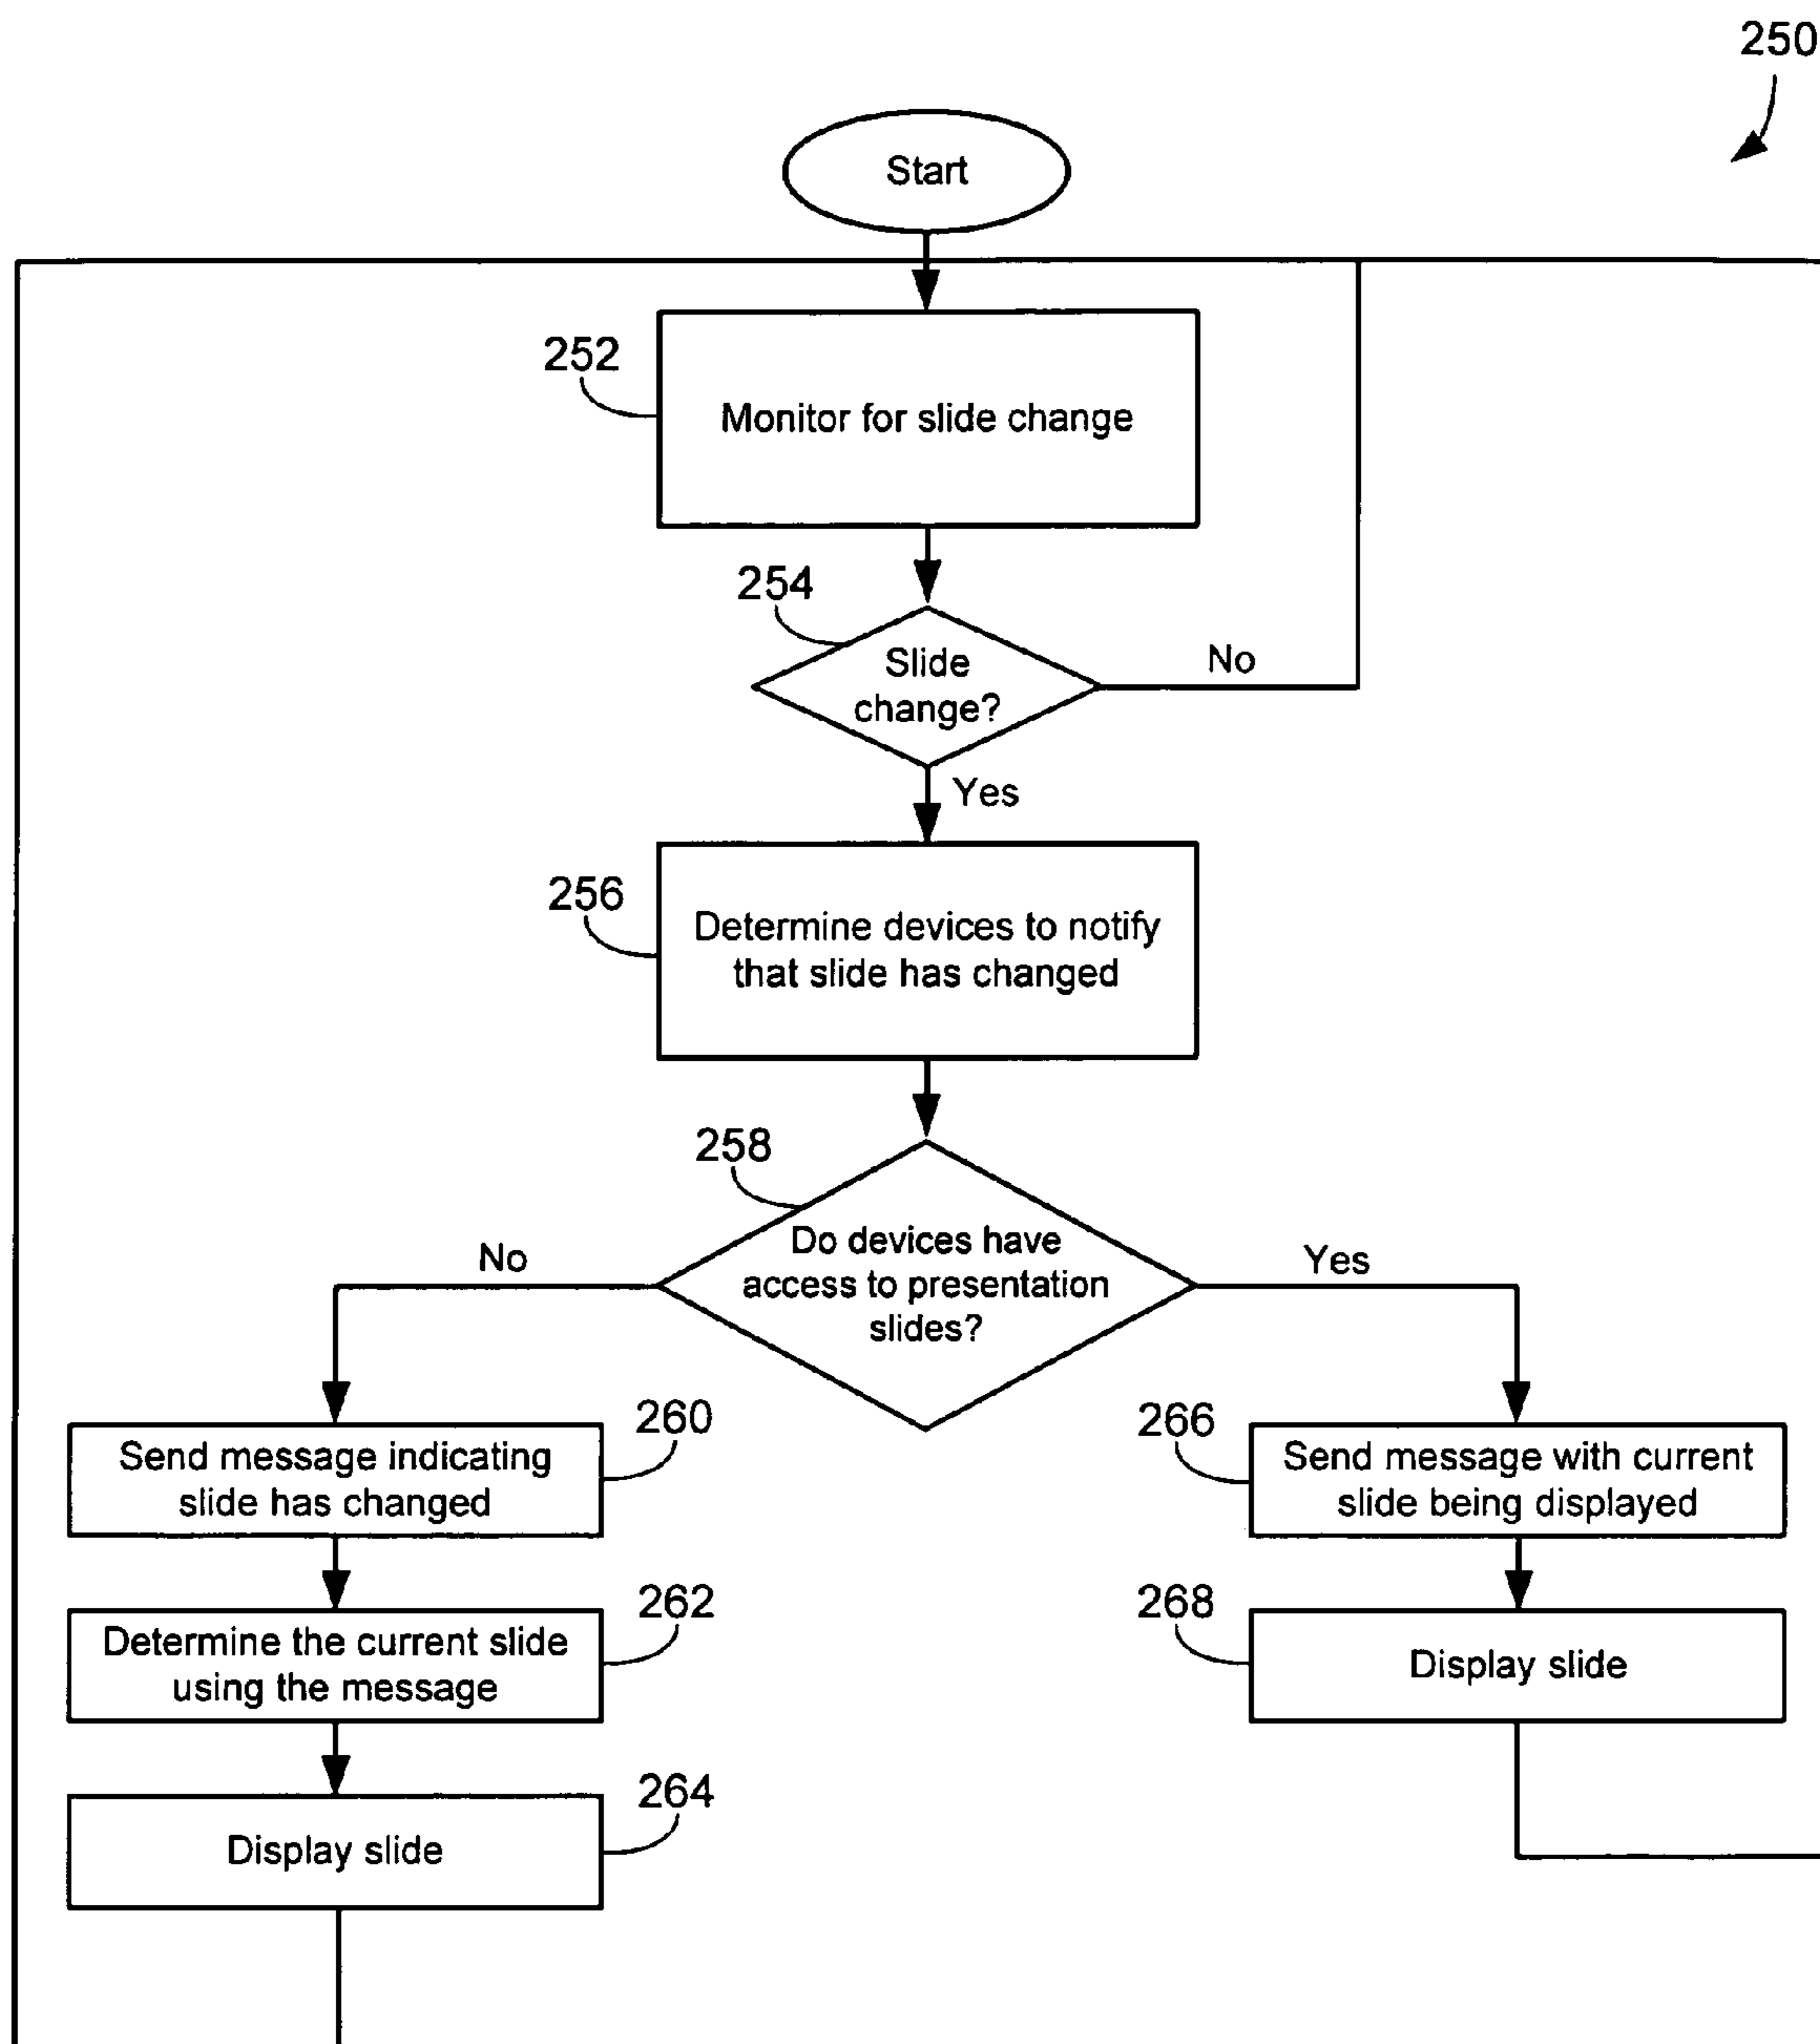 250
Start
252
Monitor for slide change
254
Slide
change?
No
Yes
256
Determine devices to notify
that slide has changed
258
Do devices have
access to presentation
slides?
No
Yes
260
Send message indicating
slide has changed
266
Send message with current
slide being displayed
262
Determine the current slide
using the message
268
Display slide
264
Display slide